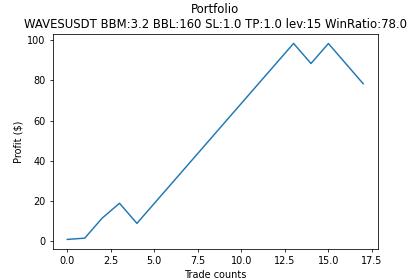 Portfolio
WAVESUSDT BBM:3.2 BBL:160 SL:1.0 TP:1.0 lev:15 WinRatio:78.0
100
80
60
40
20
0
Profit ($)
0.0 2.5 5.0 7.5 10.0 12.5 15.0 17.5
Trade counts